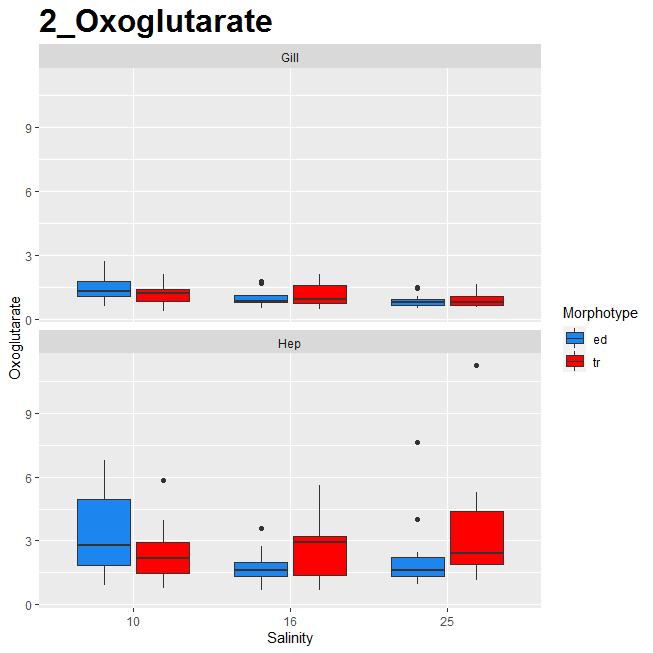 2_Oxoglutarate
Gill
9
6
3
0
Hep
9
6
3
0
10
16
25
Salinity
Oxoglutarate
Morphotype
ed
tr